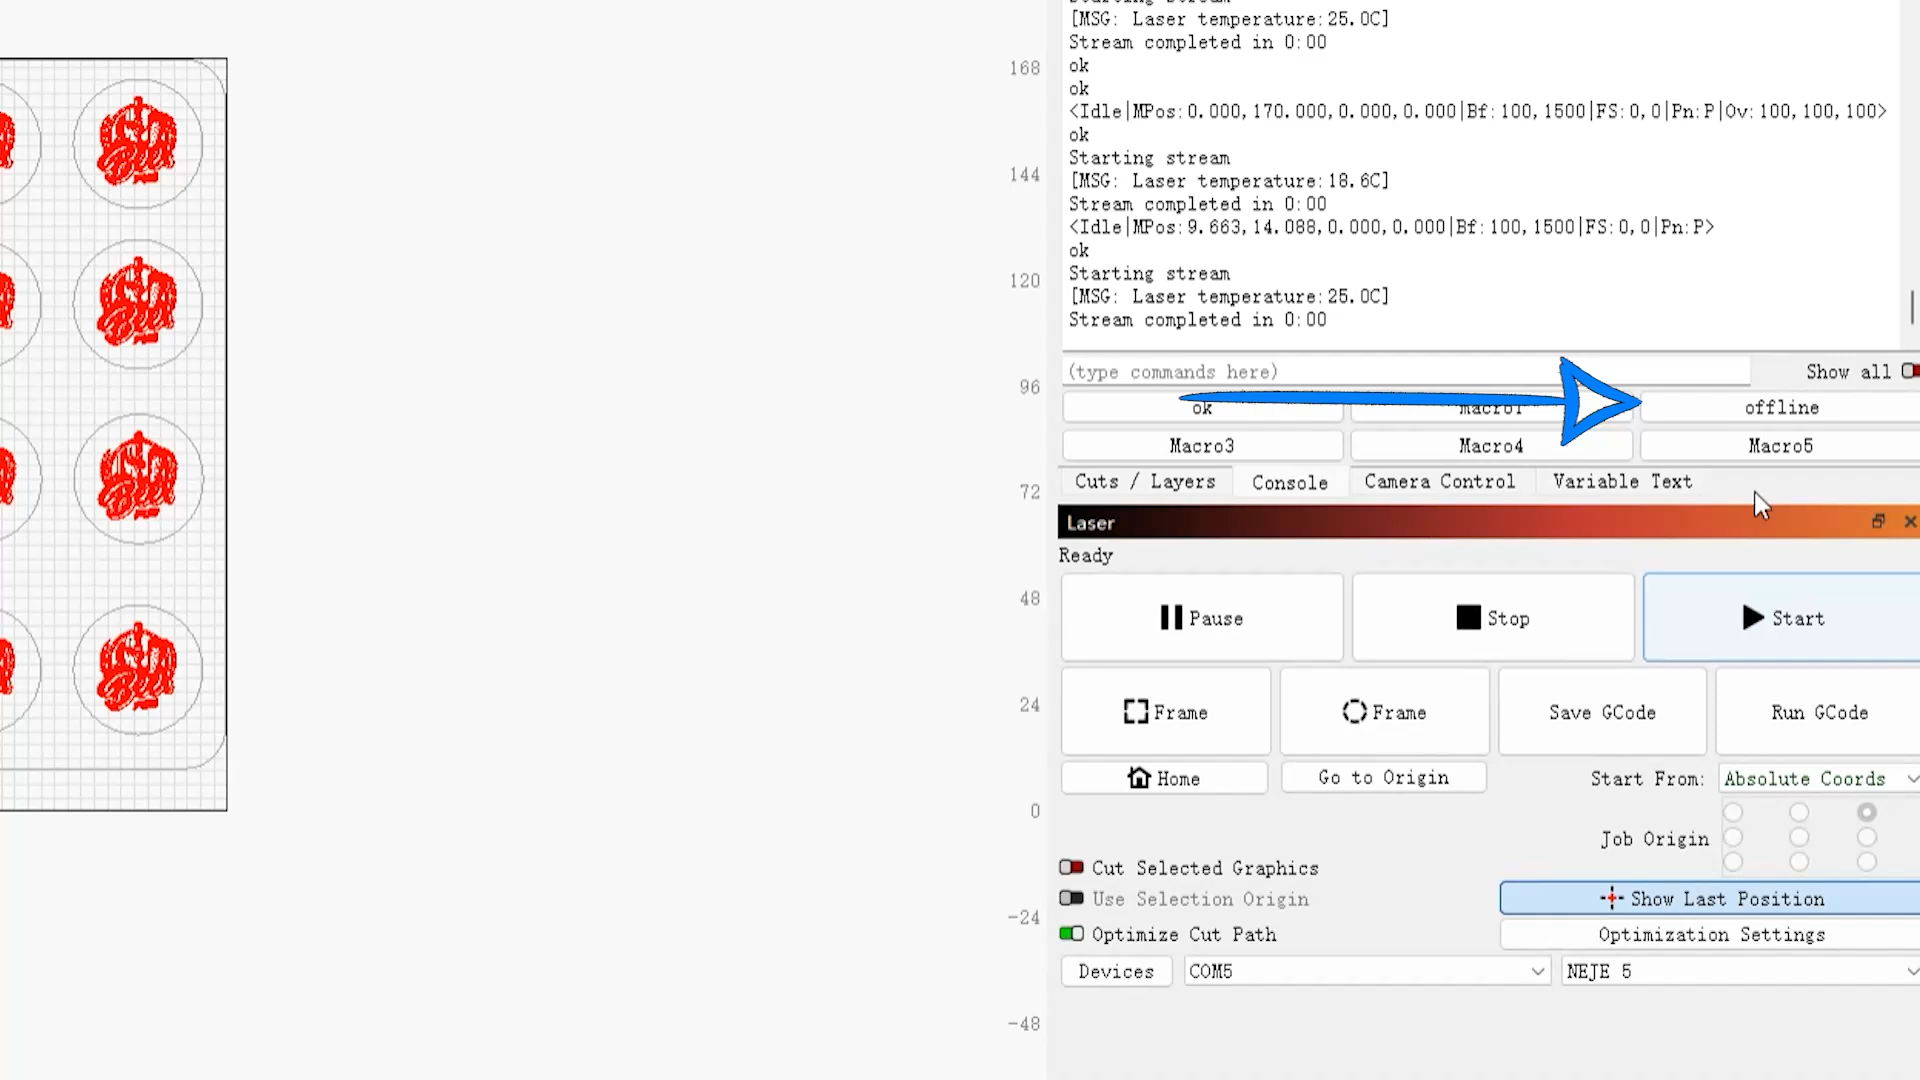 Starting stream
[MSG: Laser temperature:25.0C]
Stream completed in 0:00
ok
ok
<Idle|MPos:0.000,170.000,0.000,0.000|Bf:100,1500|FS:0,0|Pn:P|Ov:100,100,100>
ok
Starting stream
[MSG: Laser temperature:18.6C]
Stream completed in 0:00
<Idle|MPos:9.663,14.088,0.000,0.000|Bf:100,1500|FS:0,0|Pn:P>
ok
Starting stream
[MSG: Laser temperature:25.0C]
Stream completed in 0:00
(type commands here)
Show all
ok
macro1
offline
Macro3
Macro4
Macro5
Cuts / Layers
Console
Camera Control
Variable Text
Laser
Ready
Pause
Stop
Start
Frame
Frame
Save GCode
Run GCode
Home
Go to Origin
Start From:
Absolute Coords
Job Origin
Cut Selected Graphics
Use Selection Origin
Show Last Position
Optimize Cut Path
Optimization Settings
Devices
COM5
NEJE 5
168
144
120
96
72
48
24
0
-24
-48
Beer
Beer
Beer
Beer